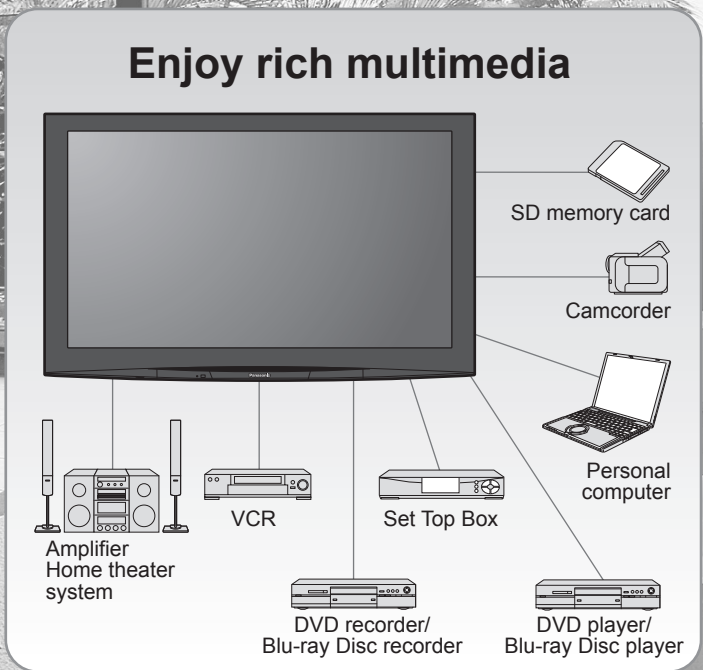 Enjoy rich multimedia
Panasonic
SD memory card
Camcorder
Personal
computer
Amplifier
Home theater
system
VCR
Set Top Box
DVD recorder/
Blu-ray Disc recorder
DVD player/
Blu-ray Disc player